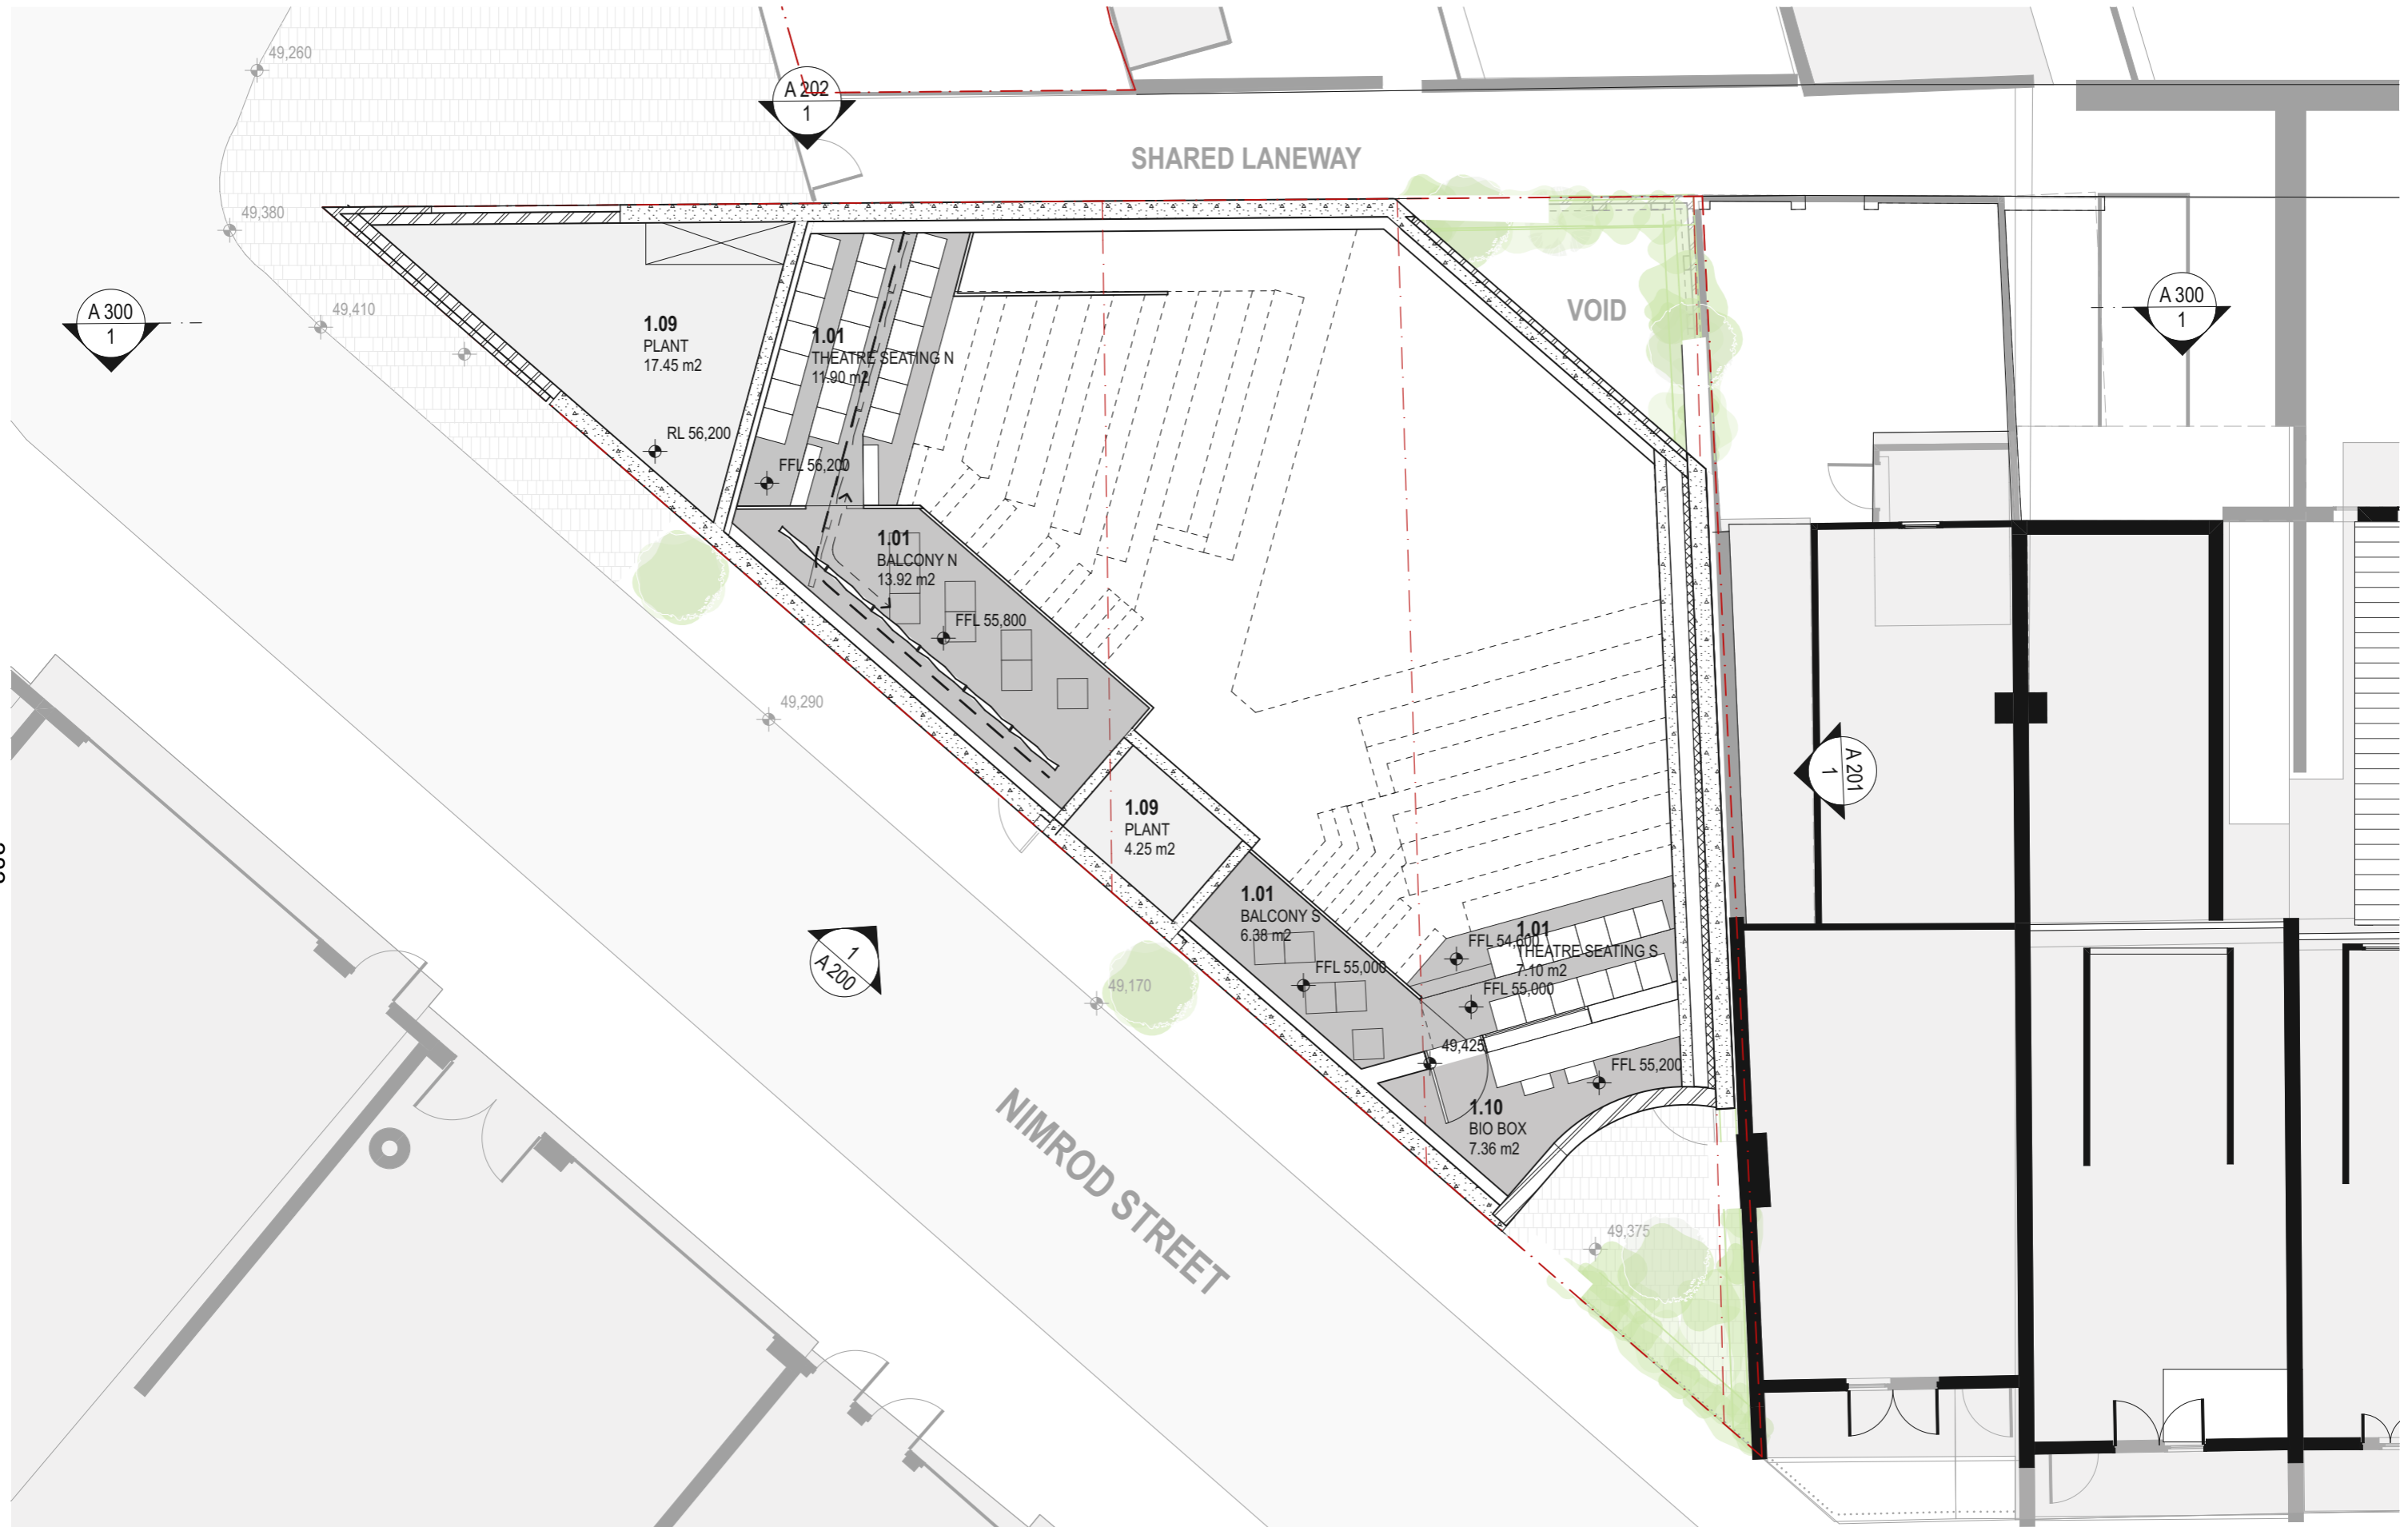 49,260
A 202
1
SHARED LANEWAY
49,380
A 300
1
49,410
1.09
PLANT
17.45 m2
1.01
THEATRE SEATING N
11.90 m2
VOID
A 300
1
RL 56,200
FFL 56,200
1.01
BALCONY N
13.92 m2
FFL 55,800
49,290
1.09
PLANT
4.25 m2
A 201
1
1.01
BALCONY S
6.38 m2
1.01
THEATRE SEATING S
7.10 m2
FFL 54,600
FFL 55,000
FFL 55,000
1
A 200
49,170
49,425
FFL 55,200
1.10
BIO BOX
7.36 m2
NIMROD STREET
49,375